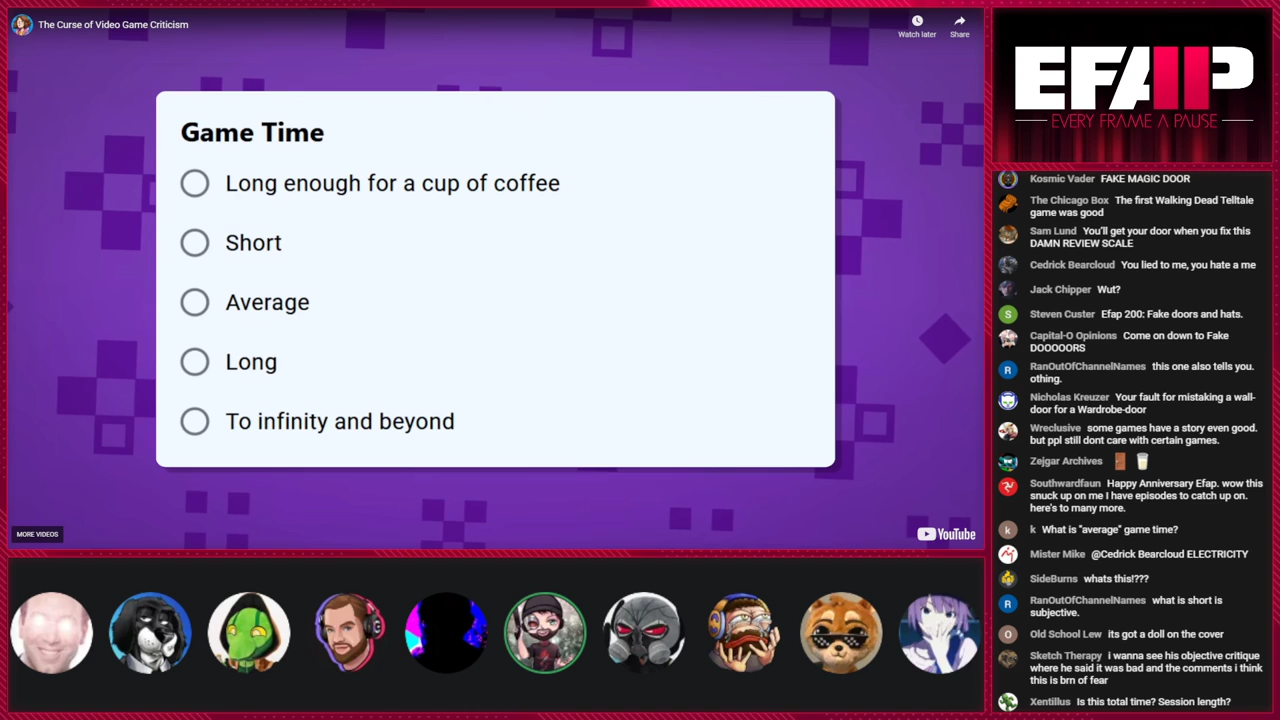 The Curse of Video Game Criticism
Watch later
Share
Game Time
Long enough for a cup of coffee
Short
Average
Long
To infinity and beyond
MORE VIDEOS
YouTube
EFAP
EVERY FRAME A PAUSE
Kosmic Vader FAKE MAGIC DOOR
The Chicago Box The first Walking Dead Telltale
game was good
Sam Lund You'll get your door when you fix this
DAMN REVIEW SCALE
Cedrick Bearcloud You lied to me, you hate a me
Jack Chipper Wut?
S
Steven Custer Efap 200: Fake doors and hats.
Capital-O Opinions Come on down to Fake
DOOOOORS
R
RanOutOfChannelNames this one also tells you.
othing.
Nicholas Kreuzer Your fault for mistaking a wall-
door for a Wardrobe-door
Wreclusive some games have a story even good.
but ppl still dont care with certain games.
Zejgar Archives
Southwardfaun Happy Anniversary Efap. wow this
snuck up on me I have episodes to catch up on.
here's to many more.
k
k What is "average" game time?
Mister Mike @Cedrick Bearcloud ELECTRICITY
SideBurns whats this!???
R
RanOutOfChannelNames what is short is
subjective.
O
Old School Lew its got a doll on the cover
Sketch Therapy i wanna see his objective critique
where he said it was bad and the comments i think
this is brn of fear
Xentillus Is this total time? Session length?